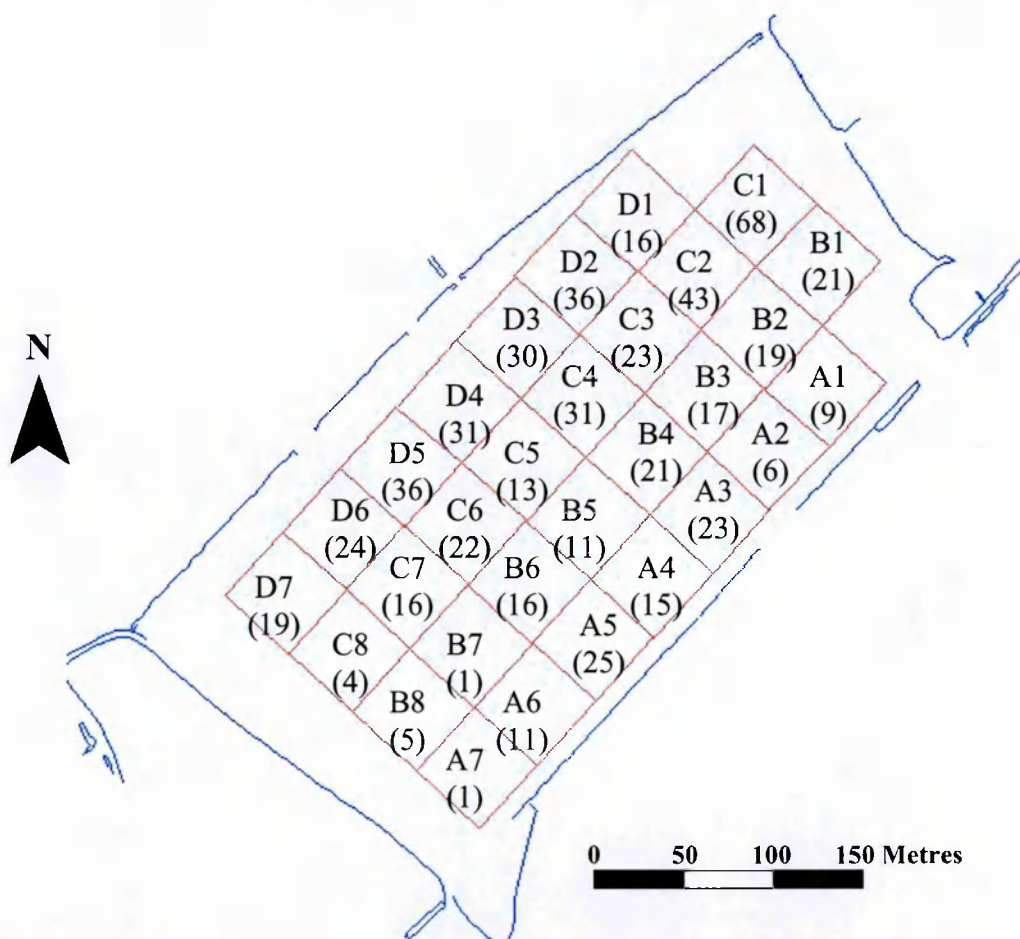 C1
(68)
D1
(16)
B1
(21)
D2
(36)
C2
(43)
D3
(30)
C3
(23)
B2
(19)
N
D4
(31)
C4
(31)
B3
(17)
A1
(9)
D5
(36)
C5
(13)
B4
(21)
A2
(6)
D6
(24)
C6
(22)
B5
(11)
A3
(23)
D7
(19)
C7
(16)
B6
(16)
A4
(15)
C8
(4)
B7
(1)
A5
(25)
B8
(5)
A6
(11)
A7
(1)
0 50 100 150 Metres